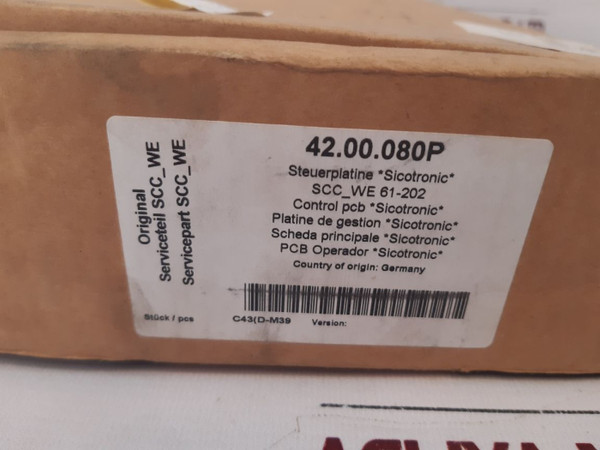 Original
Serviceteil SCC_WE
Servicepart SCC_WE
42.00.080P
Steuerplatine *Sicotronic*
SCC_WE 61-202
Control pcb *Sicotronic*
Platine de gestion *Sicotronic*
Scheda principale *Sicotronic*
PCB Operador *Sicotronic*
Country of origin: Germany
Stück / pcs
C43(D-M39 Version: